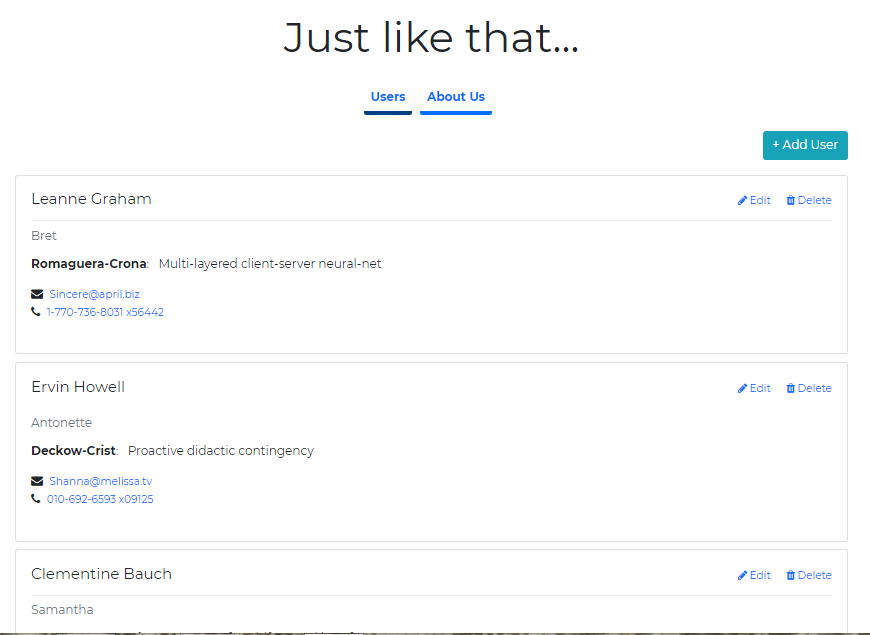 Just like that...
Users About Us
+ Add User
Leanne Graham Edit Delete
Bret
Romaguera-Crona: Multi-layered client-server neural-net
Sincere@april.biz
1-770-736-8031 x56442
Ervin Howell Edit Delete
Antonette
Deckow-Crist: Proactive didactic contingency
Shanna@melissa.tv
010-692-6593 x09125
Clementine Bauch Edit Delete
Samantha